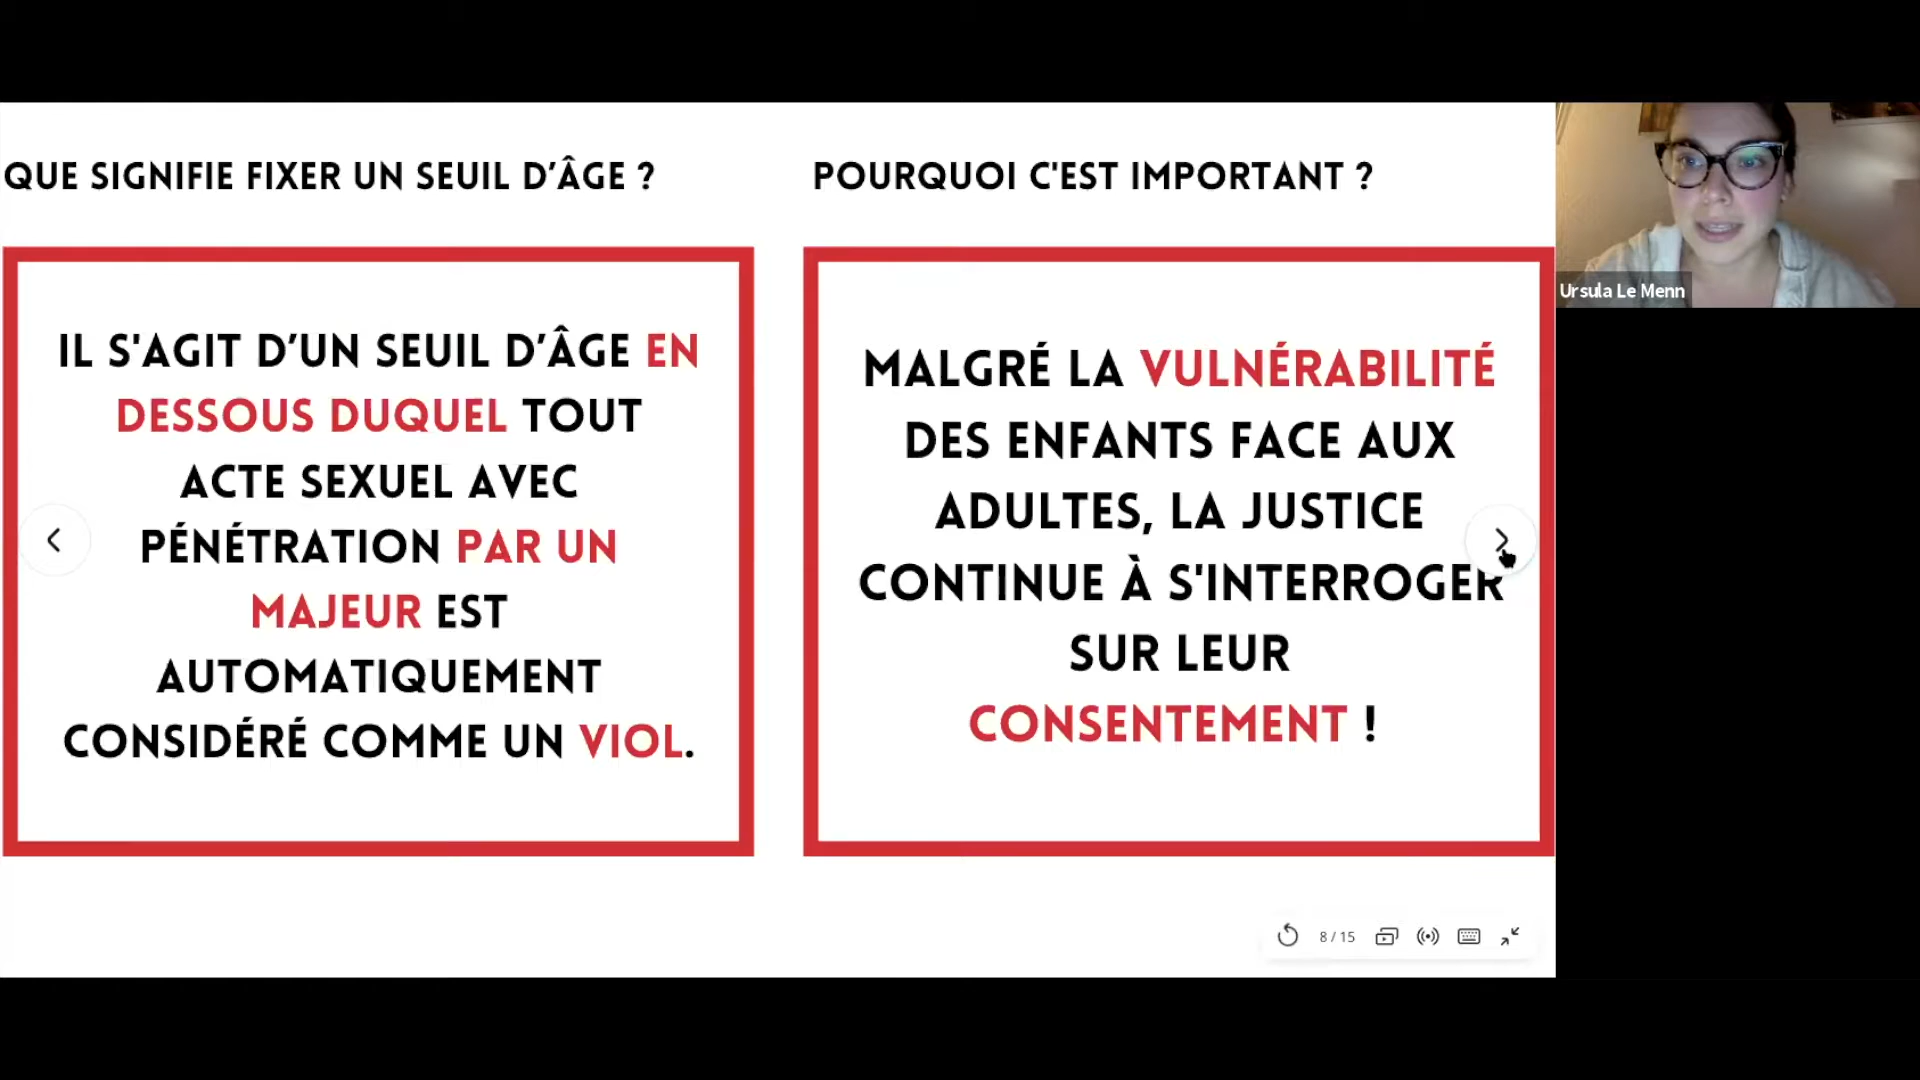 QUE SIGNIFIE FIXER UN SEUIL D'ÂGE ?
IL S'AGIT D'UN SEUIL D'ÂGE EN
DESSOUS DUQUEL TOUT
ACTE SEXUEL AVEC
PÉNÉTRATION PAR UN
MAJEUR EST
AUTOMATIQUEMENT
CONSIDÉRÉ COMME UN VIOL.
POURQUOI C'EST IMPORTANT ?
MALGRÉ LA VULNÉRABILITÉ
DES ENFANTS FACE AUX
ADULTES, LA JUSTICE
CONTINUE À S'INTERROGER
SUR LEUR
CONSENTEMENT !
Ursula Le Menn
8 / 15